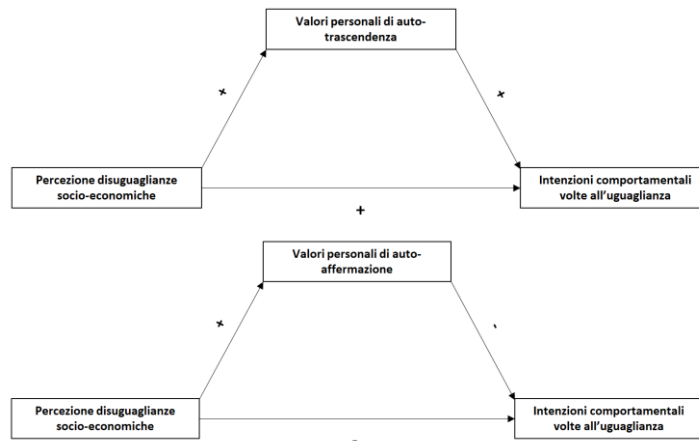 Valori personali di auto-
trascendenza
+
+
Percezione disuguaglianze
socio-economiche
Intenzioni comportamentali
volte all'uguaglianza
+
Valori personali di auto-
affermazione
+
-
Percezione disuguaglianze
socio-economiche
Intenzioni comportamentali
volte all'uguaglianza